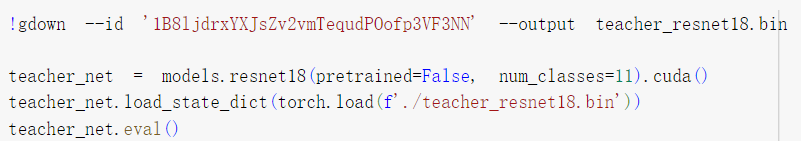 !gdown --id '1B8ljdrxYXJsZv2vmTequdPOofp3VF3NN' --output teacher_resnet18.bin
teacher_net = models.resnet18(pretrained=False, num_classes=11).cuda()
teacher_net.load_state_dict(torch.load(f'./teacher_resnet18.bin'))
teacher_net.eval()